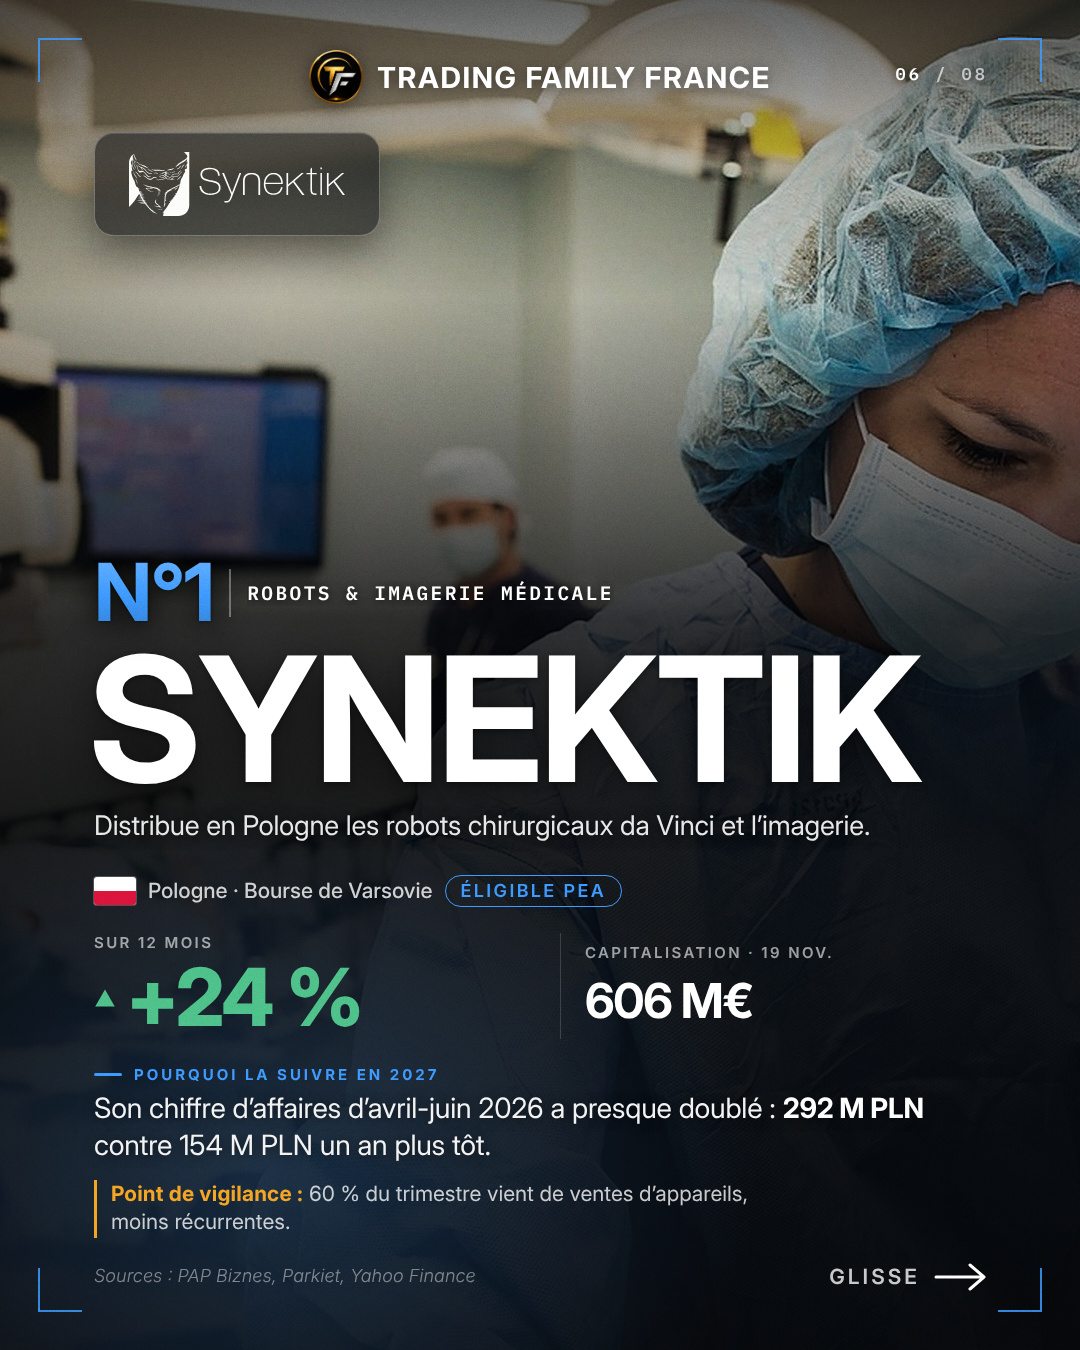 TF TRADING FAMILY FRANCE
06 / 08
Synektik
N°1 ROBOTS & IMAGERIE MÉDICALE
SYNEKTIK
Distribue en Pologne les robots chirurgicaux da Vinci et l’imagerie.
Pologne · Bourse de Varsovie ÉLIGIBLE PEA
SUR 12 MOIS
▲ +24 %
CAPITALISATION · 19 NOV.
606 M€
POURQUOI LA SUIVRE EN 2027
Son chiffre d’affaires d’avril-juin 2026 a presque doublé : 292 M PLN
contre 154 M PLN un an plus tôt.
Point de vigilance : 60 % du trimestre vient de ventes d’appareils,
moins récurrentes.
Sources : PAP Biznes, Parkiet, Yahoo Finance
GLISSE →